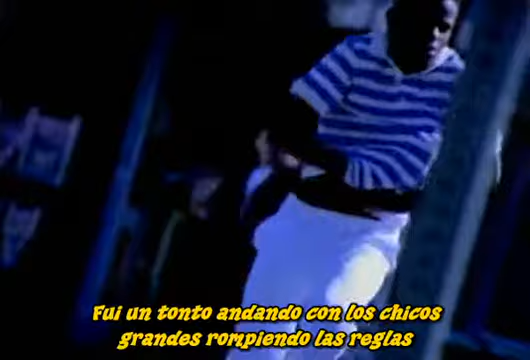 Fui un tonto andando con los chicos
grandes rompiendo las reglas